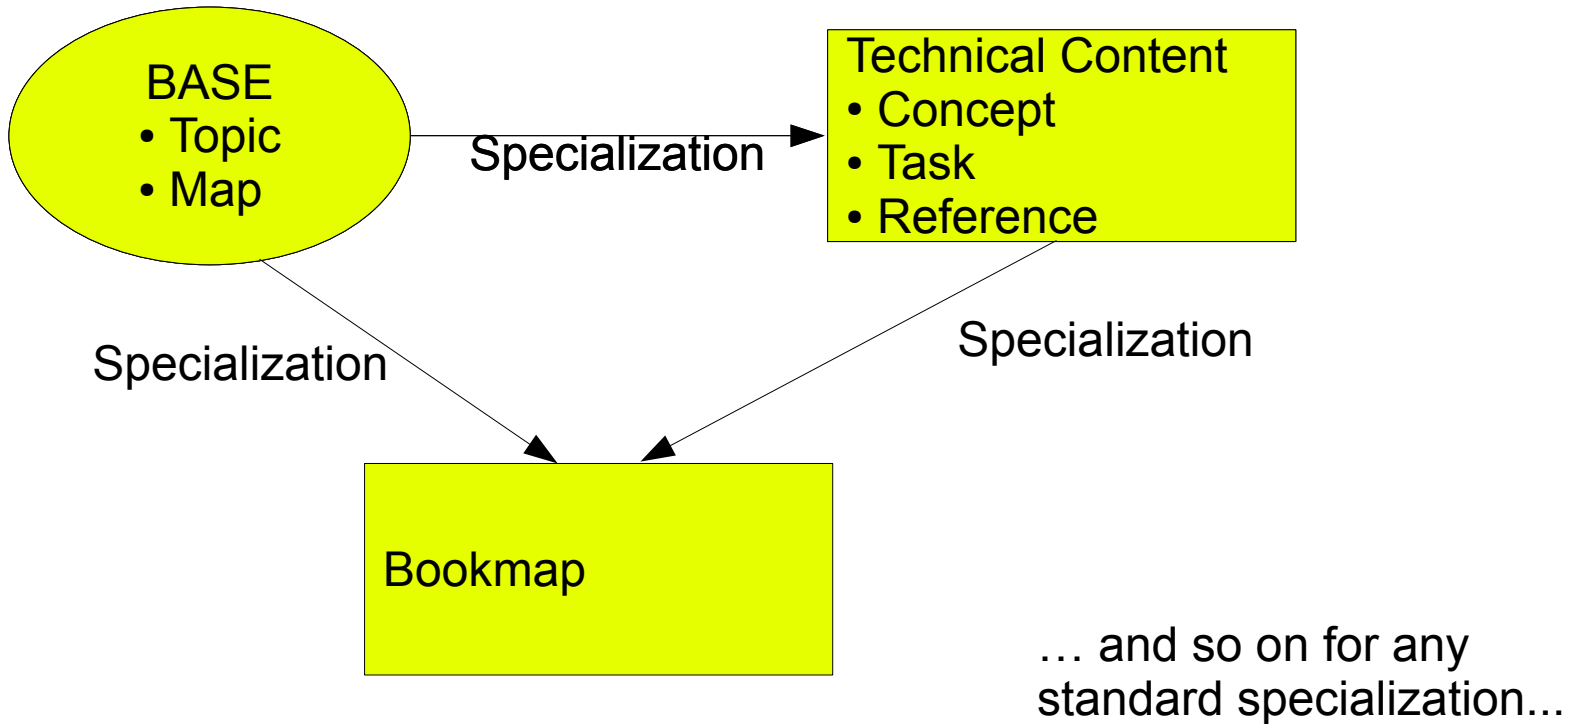 BASE
• Topic
• Map
Specialization
Technical Content
• Concept
• Task
• Reference
Specialization
Specialization
Bookmap
… and so on for any
standard specialization...